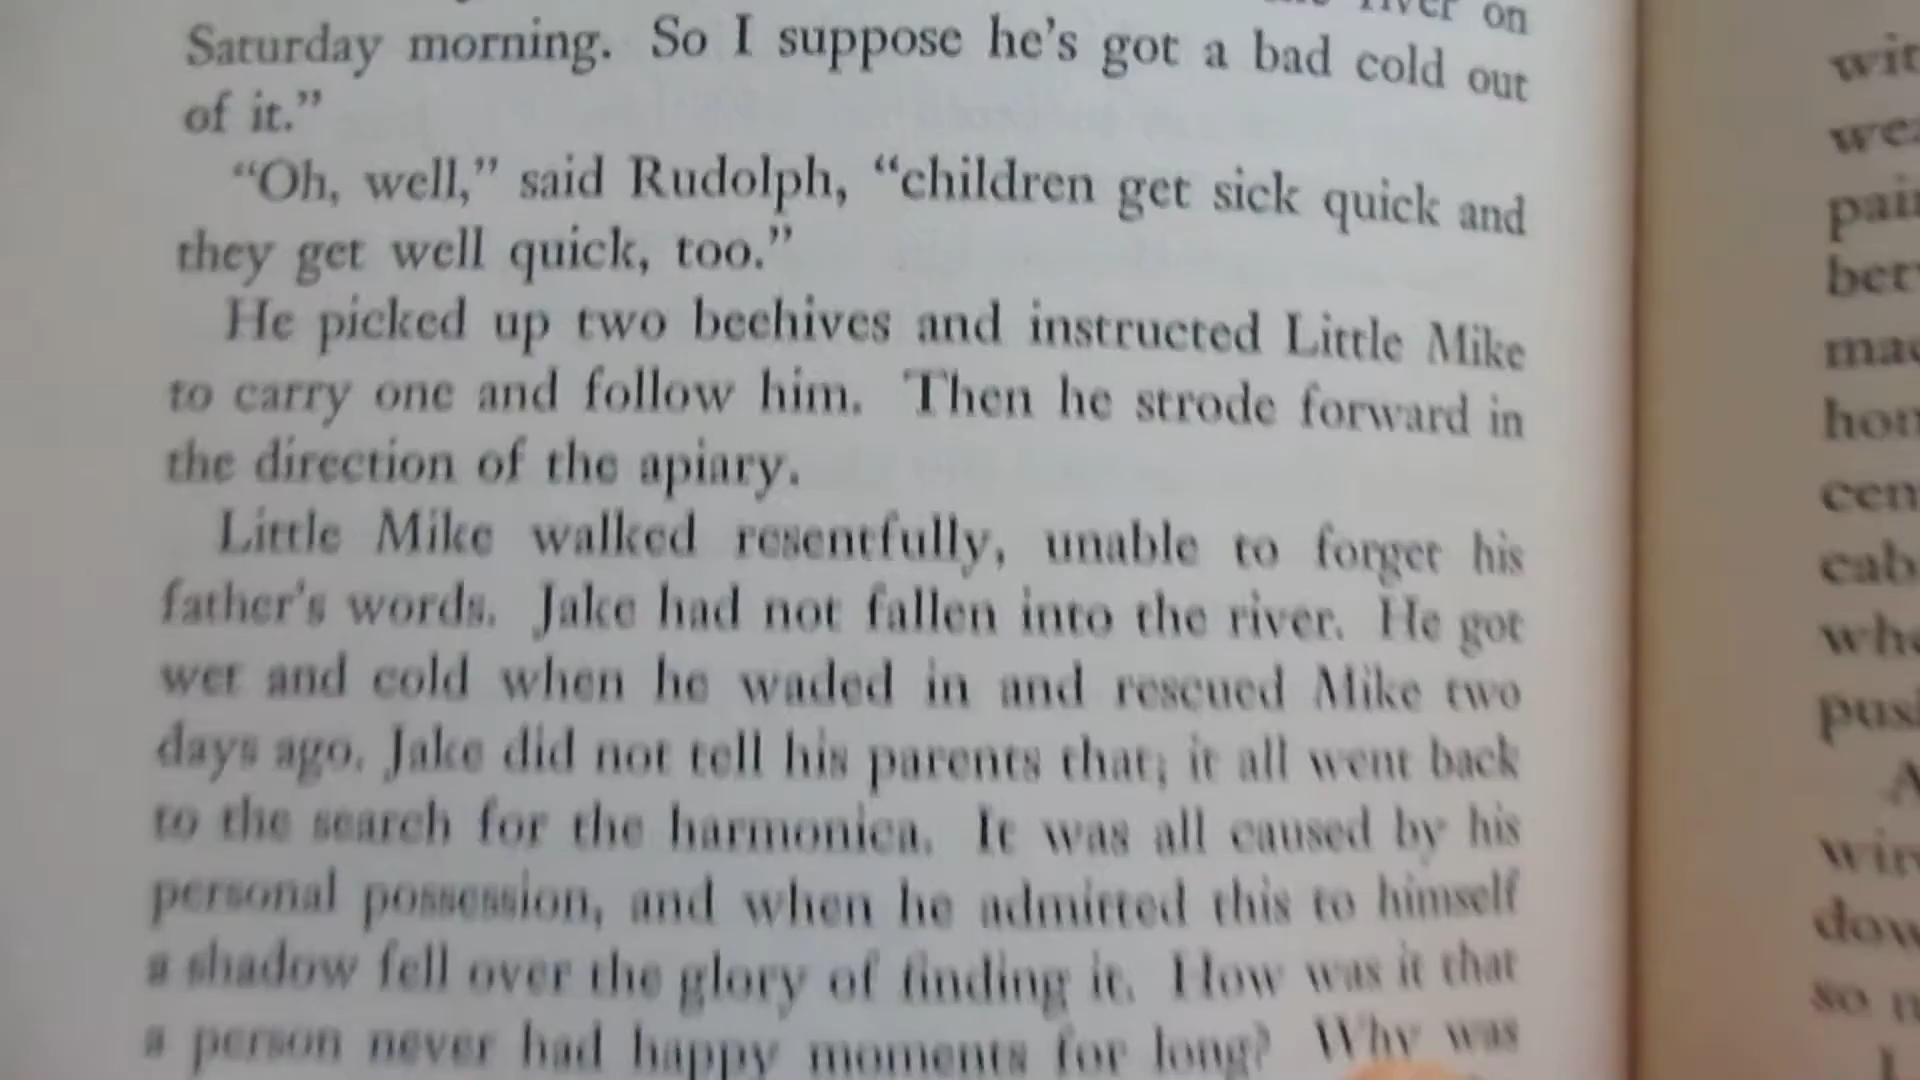 river on
Saturday morning. So I suppose he's got a bad cold out
of it.”
“Oh, well,” said Rudolph, “children get sick quick and
they get well quick, too.”
He picked up two beehives and instructed Little Mike
to carry one and follow him. Then he strode forward in
the direction of the apiary.
Little Mike walked resentfully, unable to forget his
father's words. Jake had not fallen into the river. He got
wet and cold when he waded in and rescued Mike two
days ago. Jake did not tell his parents that; it all went back
to the search for the harmonica. It was all caused by his
personal possession, and when he admitted this to himself
a shadow fell over the glory of finding it. How was it that
a person never had happy moments for long? Why was